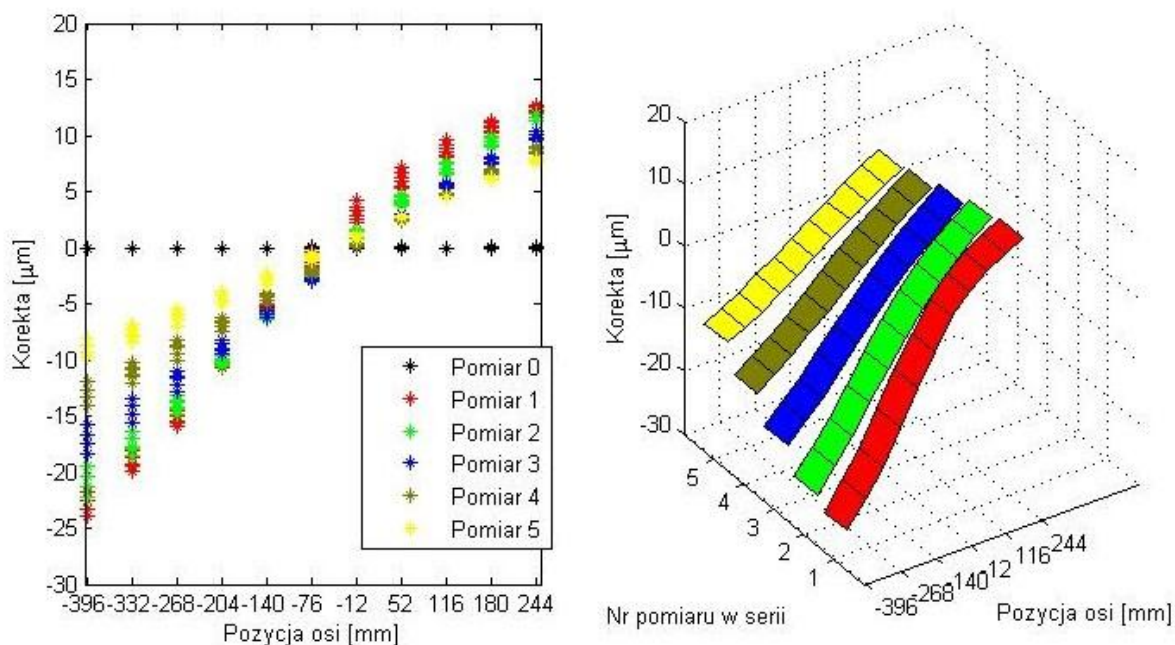 20
15
10
5
0
-5
-10
-15
-20
-25
-30
Korekta [μm]
-396 -332 -268 -204 -140 -76 -12 52 116 180 244
Pozycja osi [mm]
Pomiar 0
Pomiar 1
Pomiar 2
Pomiar 3
Pomiar 4
Pomiar 5
20
10
0
-10
-20
-30
Korekta [μm]
5
4
3
2
1
Nr pomiaru w serii
-396 -268 -140 -12 116 244
Pozycja osi [mm]